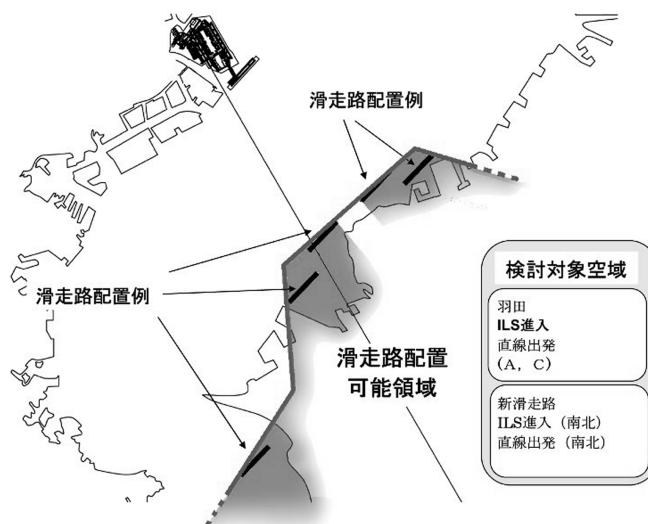 滑走路配置例
滑走路配置例
滑走路配置
可能領域
検討対象空域
羽田
ILS進入
直線出発
(A, C)
新滑走路
ILS進入（南北）
直線出発（南北）